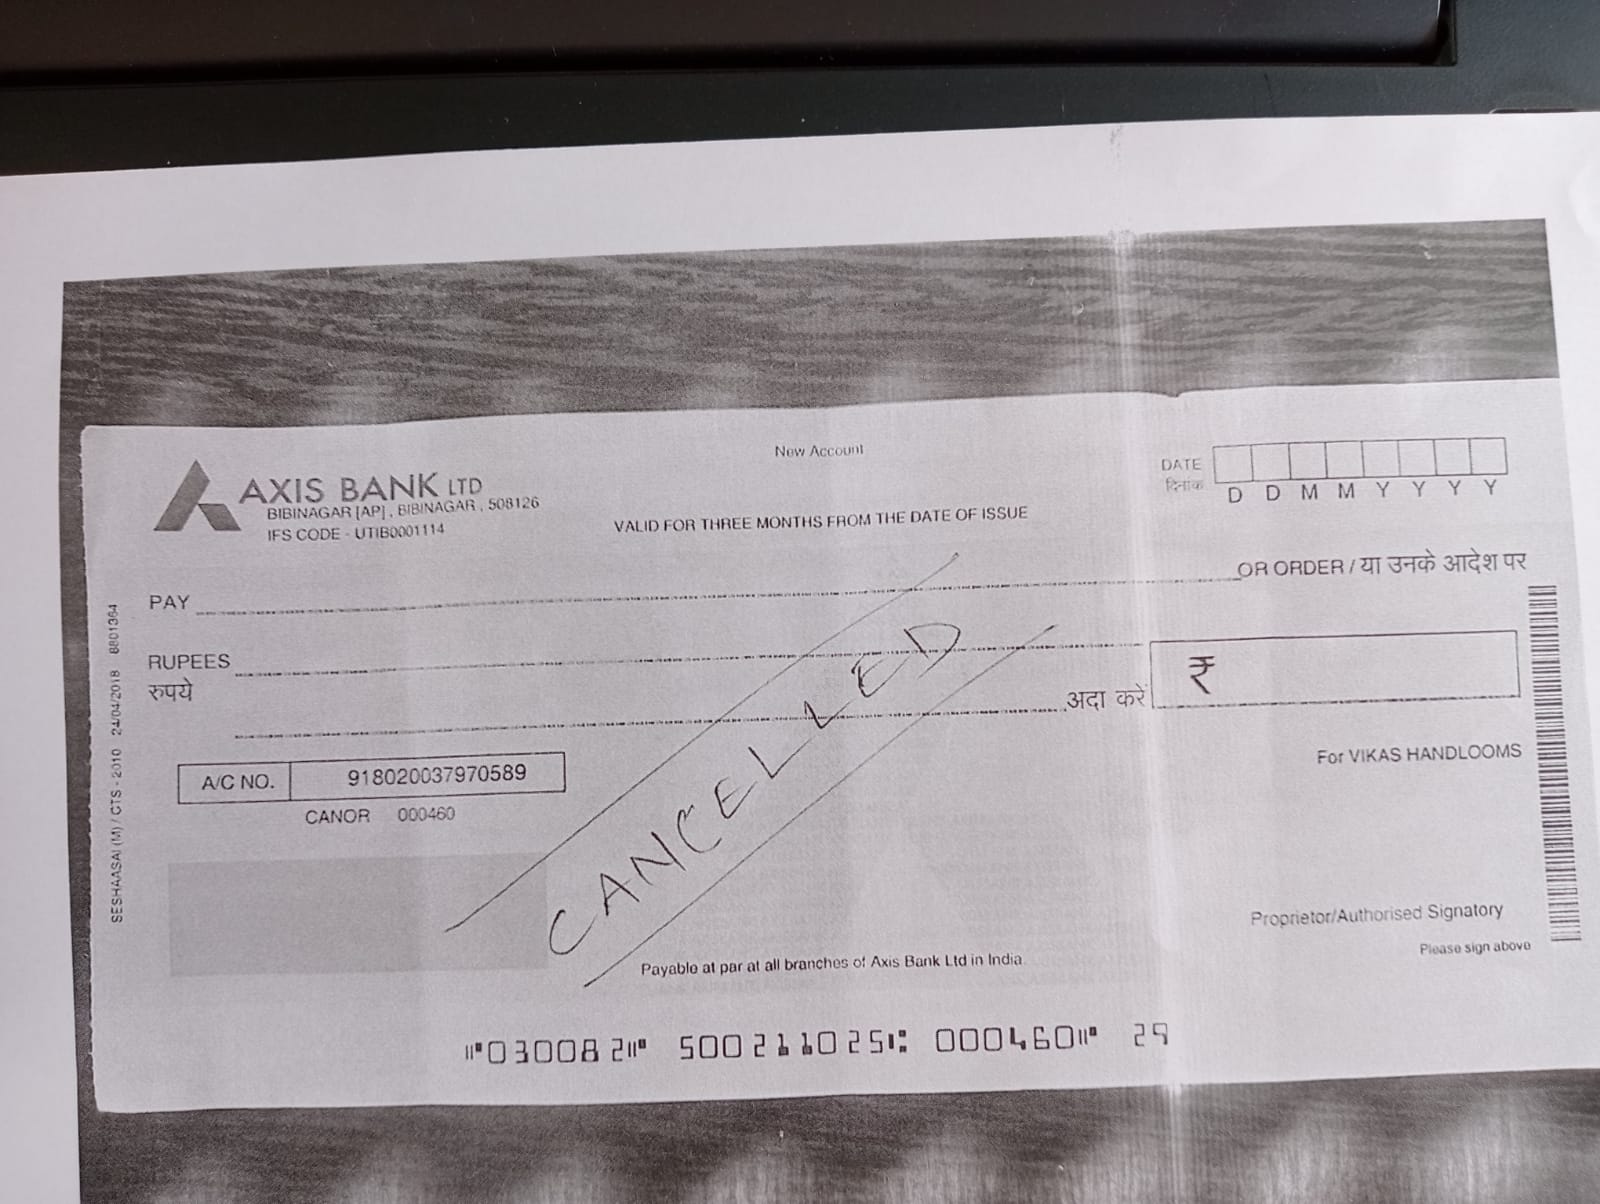 New Account
AXIS BANK LTD
BIBINAGAR [AP] , BIBINAGAR , 508126
IFS CODE - UTIB0001114
VALID FOR THREE MONTHS FROM THE DATE OF ISSUE
DATE
दिनांक
D D M M Y Y Y Y
PAY
OR ORDER / या उनके आदेश पर
RUPEES
रुपये
अदा करें
₹
A/C NO. 918020037970589
CANOR 000460
CANCELLED
For VIKAS HANDLOOMS
Proprietor/Authorised Signatory
Please sign above
Payable at par at all branches of Axis Bank Ltd in India
SESHAASAI (M) / CTS - 2010 24/04/2018 8801364
⑈030082⑈ 500211025⑆ 000460⑈ 29